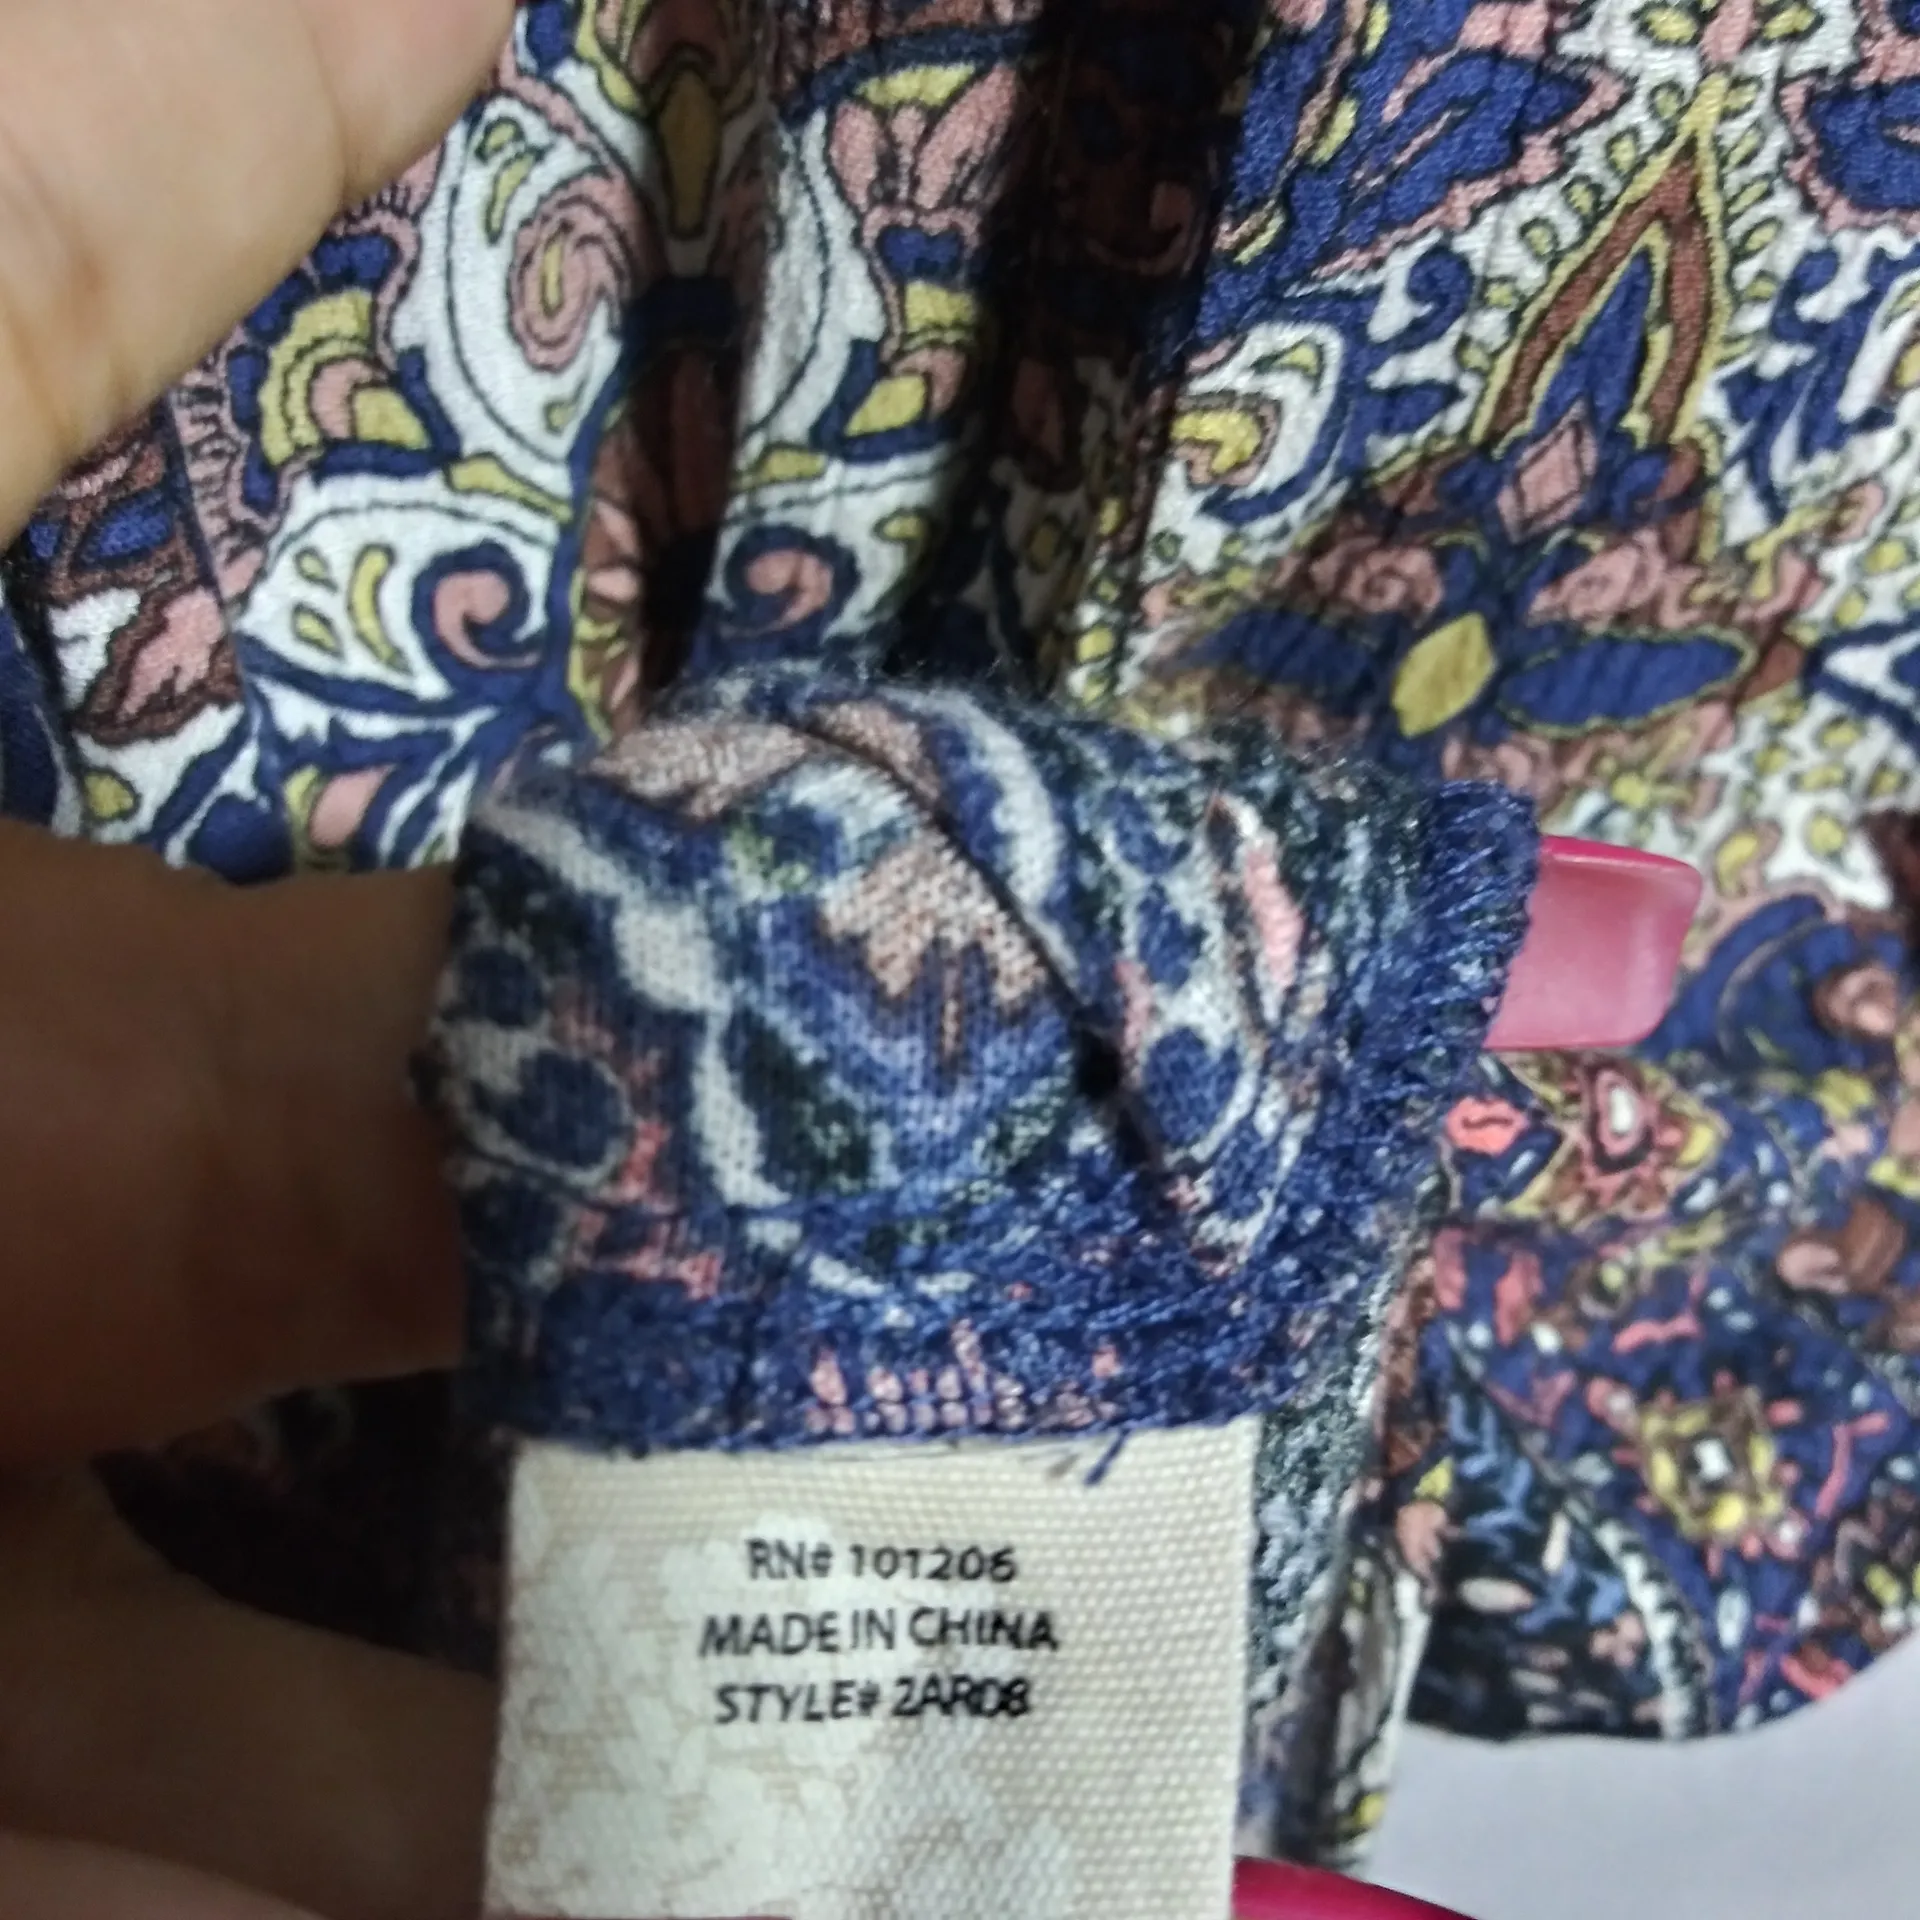 RN# 101206
MADE IN CHINA
STYLE# 2AR08